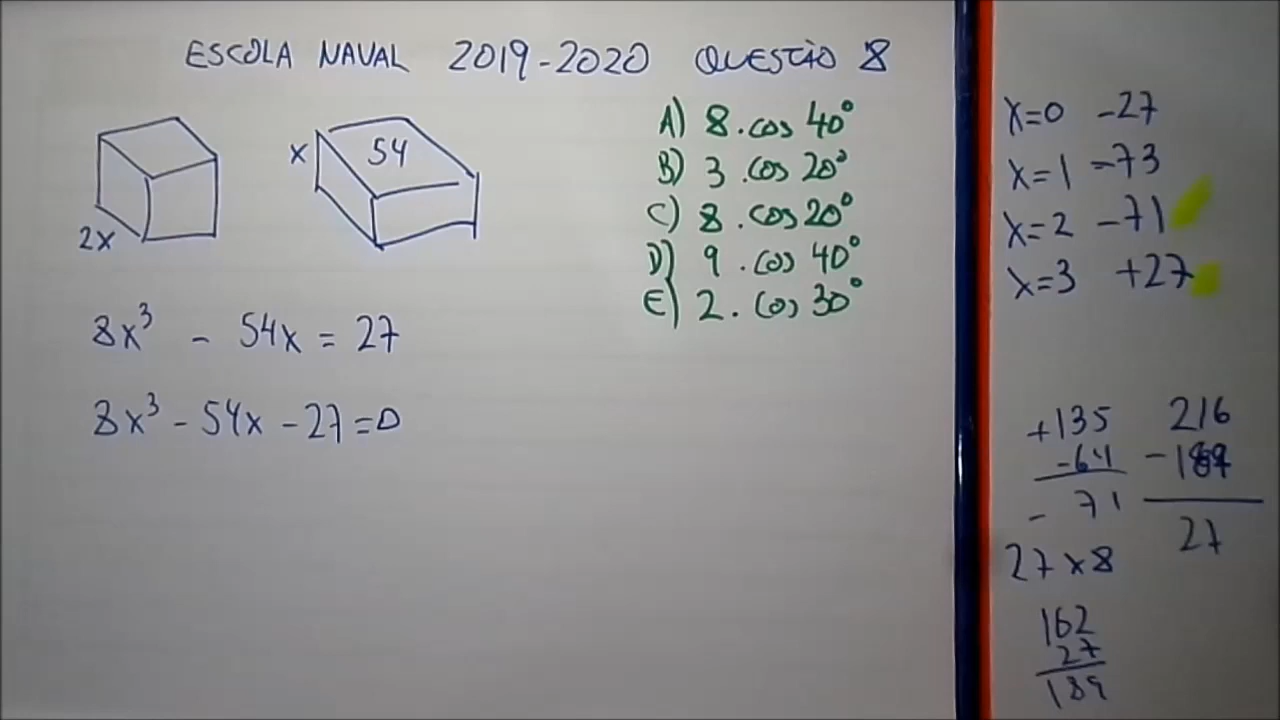 ESCOLA NAVAL 2019-2020 QUESTÃO 8
2x
x
54
8x³ - 54x = 27
8x³ - 54x - 27 = 0
A) 8 . cos 40°
B) 3 . cos 20°
C) 8 . cos 20°
D) 9 . cos 40°
E) 2 . cos 30°
x=0 -27
x=1 -73
x=2 -71
x=3 +27
+135
-64
- 71
216
-189
27
27 x 8
162
27
189